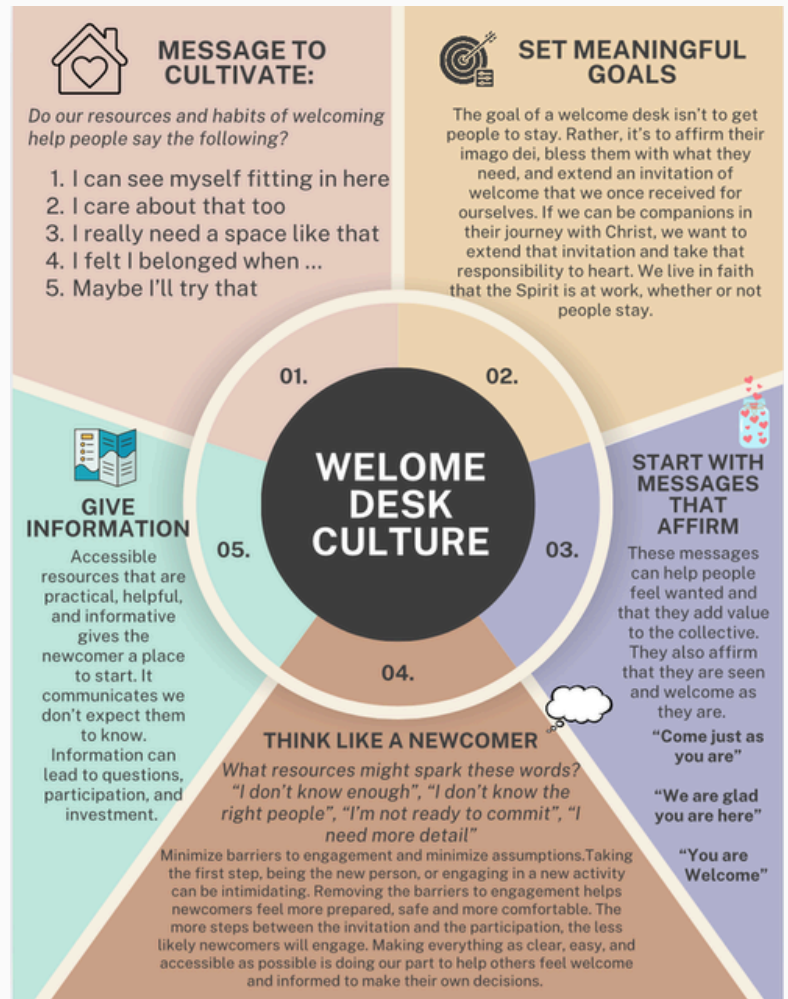 MESSAGE TO
CULTIVATE:
Do our resources and habits of welcoming
help people say the following?
1. I can see myself fitting in here
2. I care about that too
3. I really need a space like that
4. I felt I belonged when ...
5. Maybe I'll try that
SET MEANINGFUL
GOALS
The goal of a welcome desk isn't to get
people to stay. Rather, it's to affirm their
imago dei, bless them with what they
need, and extend an invitation of
welcome that we once received for
ourselves. If we can be companions in
their journey with Christ, we want to
extend that invitation and take that
responsibility to heart. We live in faith
that the Spirit is at work, whether or not
people stay.
01.
02.
WELOME
DESK
CULTURE
START WITH
MESSAGES
THAT
AFFIRM
These messages
can help people
feel wanted and
that they add value
to the collective.
They also affirm
that they are seen
and welcome as
they are.
“Come just as
you are”
“We are glad
you are here”
“You are
Welcome”
03.
04.
THINK LIKE A NEWCOMER
What resources might spark these words?
“I don't know enough”, “I don't know the
right people”, “I'm not ready to commit”, “I
need more detail”
Minimize barriers to engagement and minimize assumptions.Taking
the first step, being the new person, or engaging in a new activity
can be intimidating. Removing the barriers to engagement helps
newcomers feel more prepared, safe and more comfortable. The
more steps between the invitation and the participation, the less
likely newcomers will engage. Making everything as clear, easy, and
accessible as possible is doing our part to help others feel welcome
and informed to make their own decisions.
05.
GIVE
INFORMATION
Accessible
resources that are
practical, helpful,
and informative
gives the
newcomer a place
to start. It
communicates we
don't expect them
to know.
Information can
lead to questions,
participation, and
investment.